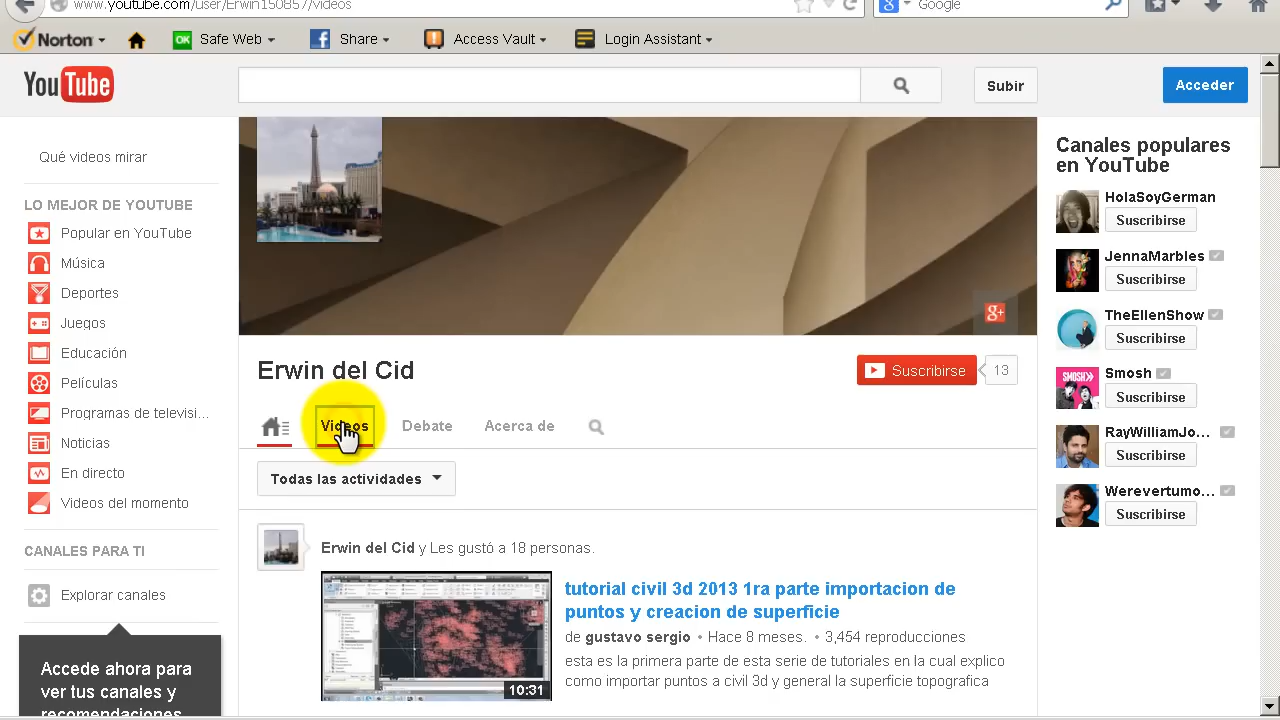 www.youtube.com/user/Erwin150857/videos
Google
Norton
OK Safe Web
Share
Access Vault
Login Assistant
YouTube
Subir
Acceder
Qué videos mirar
LO MEJOR DE YOUTUBE
Popular en YouTube
Música
Deportes
Juegos
Educación
Películas
Programas de televisi...
Noticias
En directo
Videos del momento
CANALES PARA TI
Accede ahora para
ver tus canales y
recomendaciones
Erwin del Cid
Suscribirse
13
Videos
Debate
Acerca de
Todas las actividades
Erwin del Cid y Les gustó a 18 personas.
10:31
tutorial civil 3d 2013 1ra parte importacion de
puntos y creacion de superficie
de gustavo sergio • Hace 8 meses • 3.454 reproducciones
esta es la primera parte de tutoriales en la cual explico
como importar puntos a civil 3d y la superficie topografica
Canales populares
en YouTube
HolaSoyGerman
Suscribirse
JennaMarbles
Suscribirse
TheEllenShow
Suscribirse
Smosh
Suscribirse
RayWilliamJo...
Suscribirse
Werevertumo...
Suscribirse